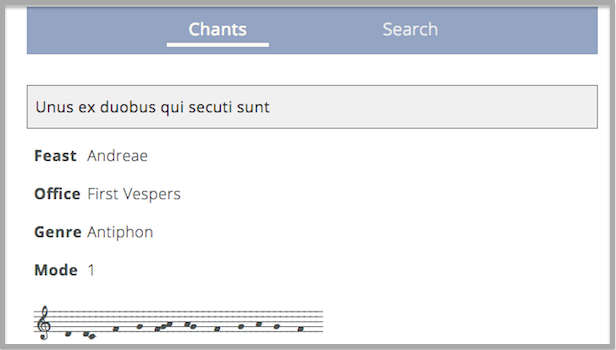 Chants Search
Unus ex duobus qui secuti sunt
Feast Andreae
Office First Vespers
Genre Antiphon
Mode 1